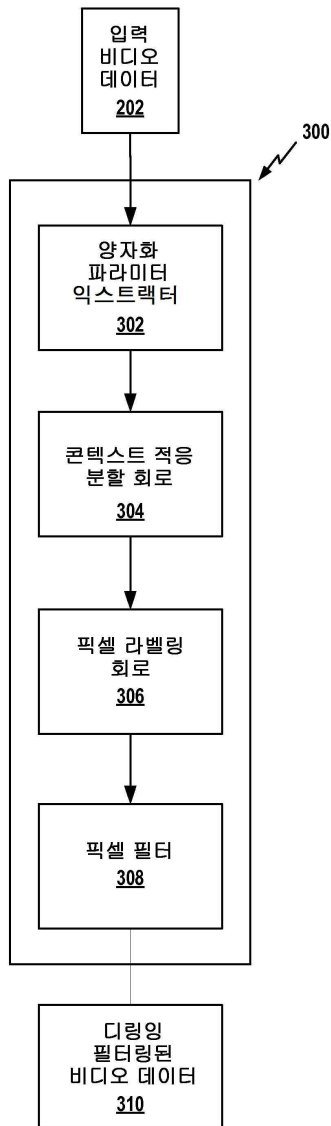 입력
비디오
데이터
202
300
양자화
파라미터
익스트랙터
302
콘텍스트 적응
분할 회로
304
픽셀 라벨링
회로
306
픽셀 필터
308
디링잉
필터링된
비디오 데이터
310